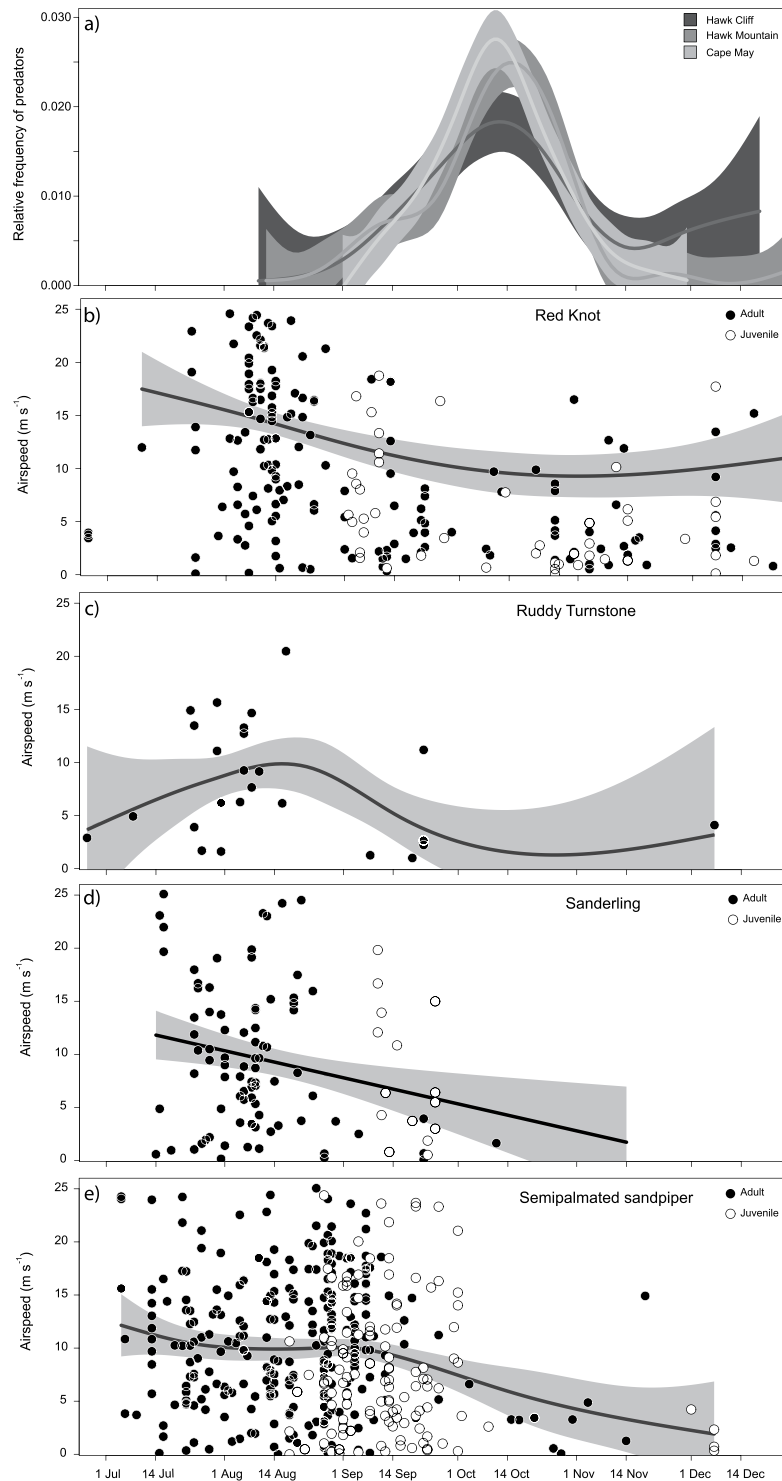 a)
Hawk Cliff
Hawk Mountain
Cape May
Relative frequency of predators
0.030
0.020
0.010
0.000
b)
Red Knot
Adult
Juvenile
Airspeed (m s⁻¹)
25
20
15
10
5
0
c)
Ruddy Turnstone
Airspeed (m s⁻¹)
25
20
15
10
5
0
d)
Sanderling
Adult
Juvenile
Airspeed (m s⁻¹)
25
20
15
10
5
0
e)
Semipalmated sandpiper
Adult
Juvenile
Airspeed (m s⁻¹)
25
20
15
10
5
0
1 Jul 14 Jul 1 Aug 14 Aug 1 Sep 14 Sep 1 Oct 14 Oct 1 Nov 14 Nov 1 Dec 14 Dec